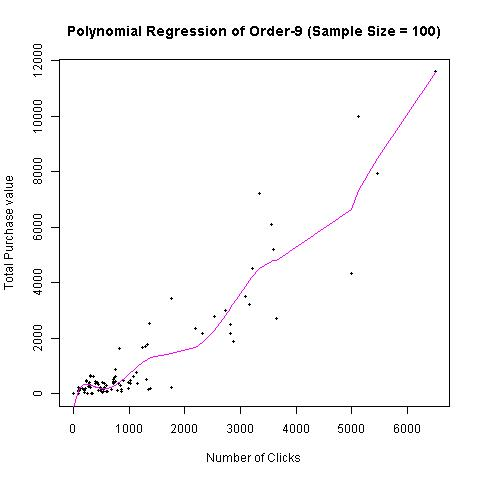 Polynomial Regression of Order-9 (Sample Size = 100)
Total Purchase value
12000
10000
8000
6000
4000
2000
0
0 1000 2000 3000 4000 5000 6000
Number of Clicks